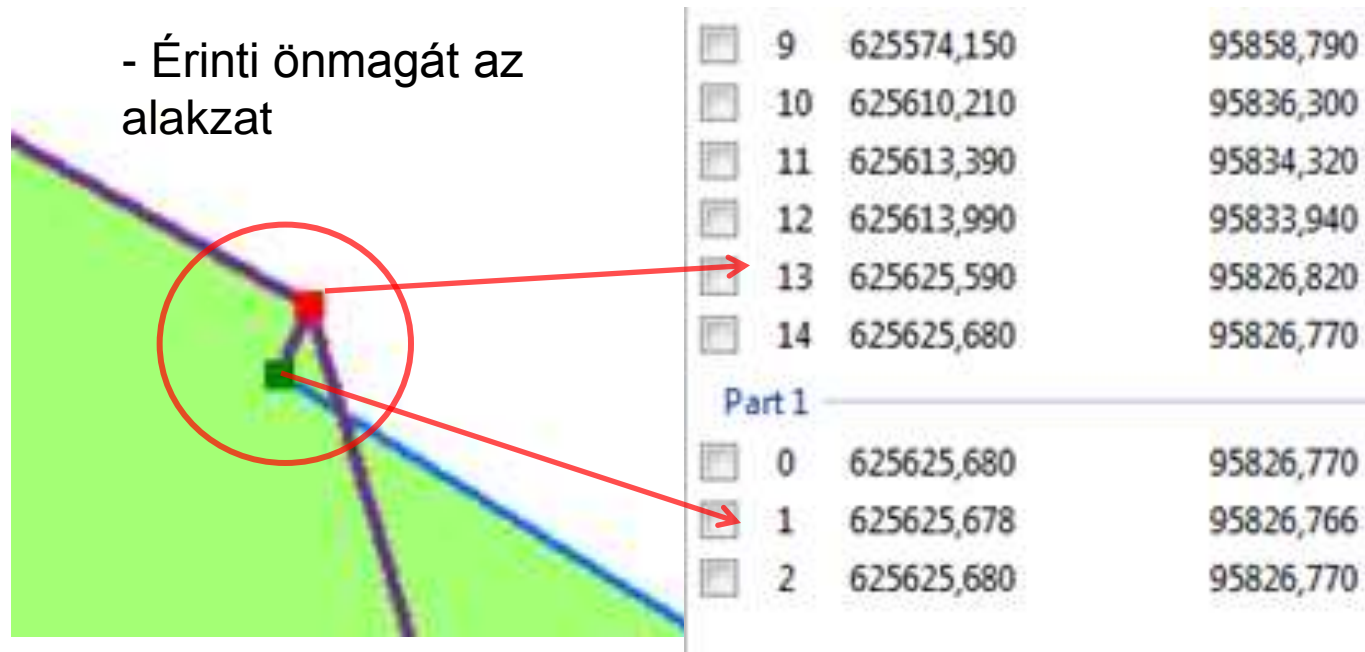 - Érinti önmagát az
alakzat
9 625574,150 95858,790
10 625610,210 95836,300
11 625613,390 95834,320
12 625613,990 95833,940
13 625625,590 95826,820
14 625625,680 95826,770
Part 1
0 625625,680 95826,770
1 625625,678 95826,766
2 625625,680 95826,770